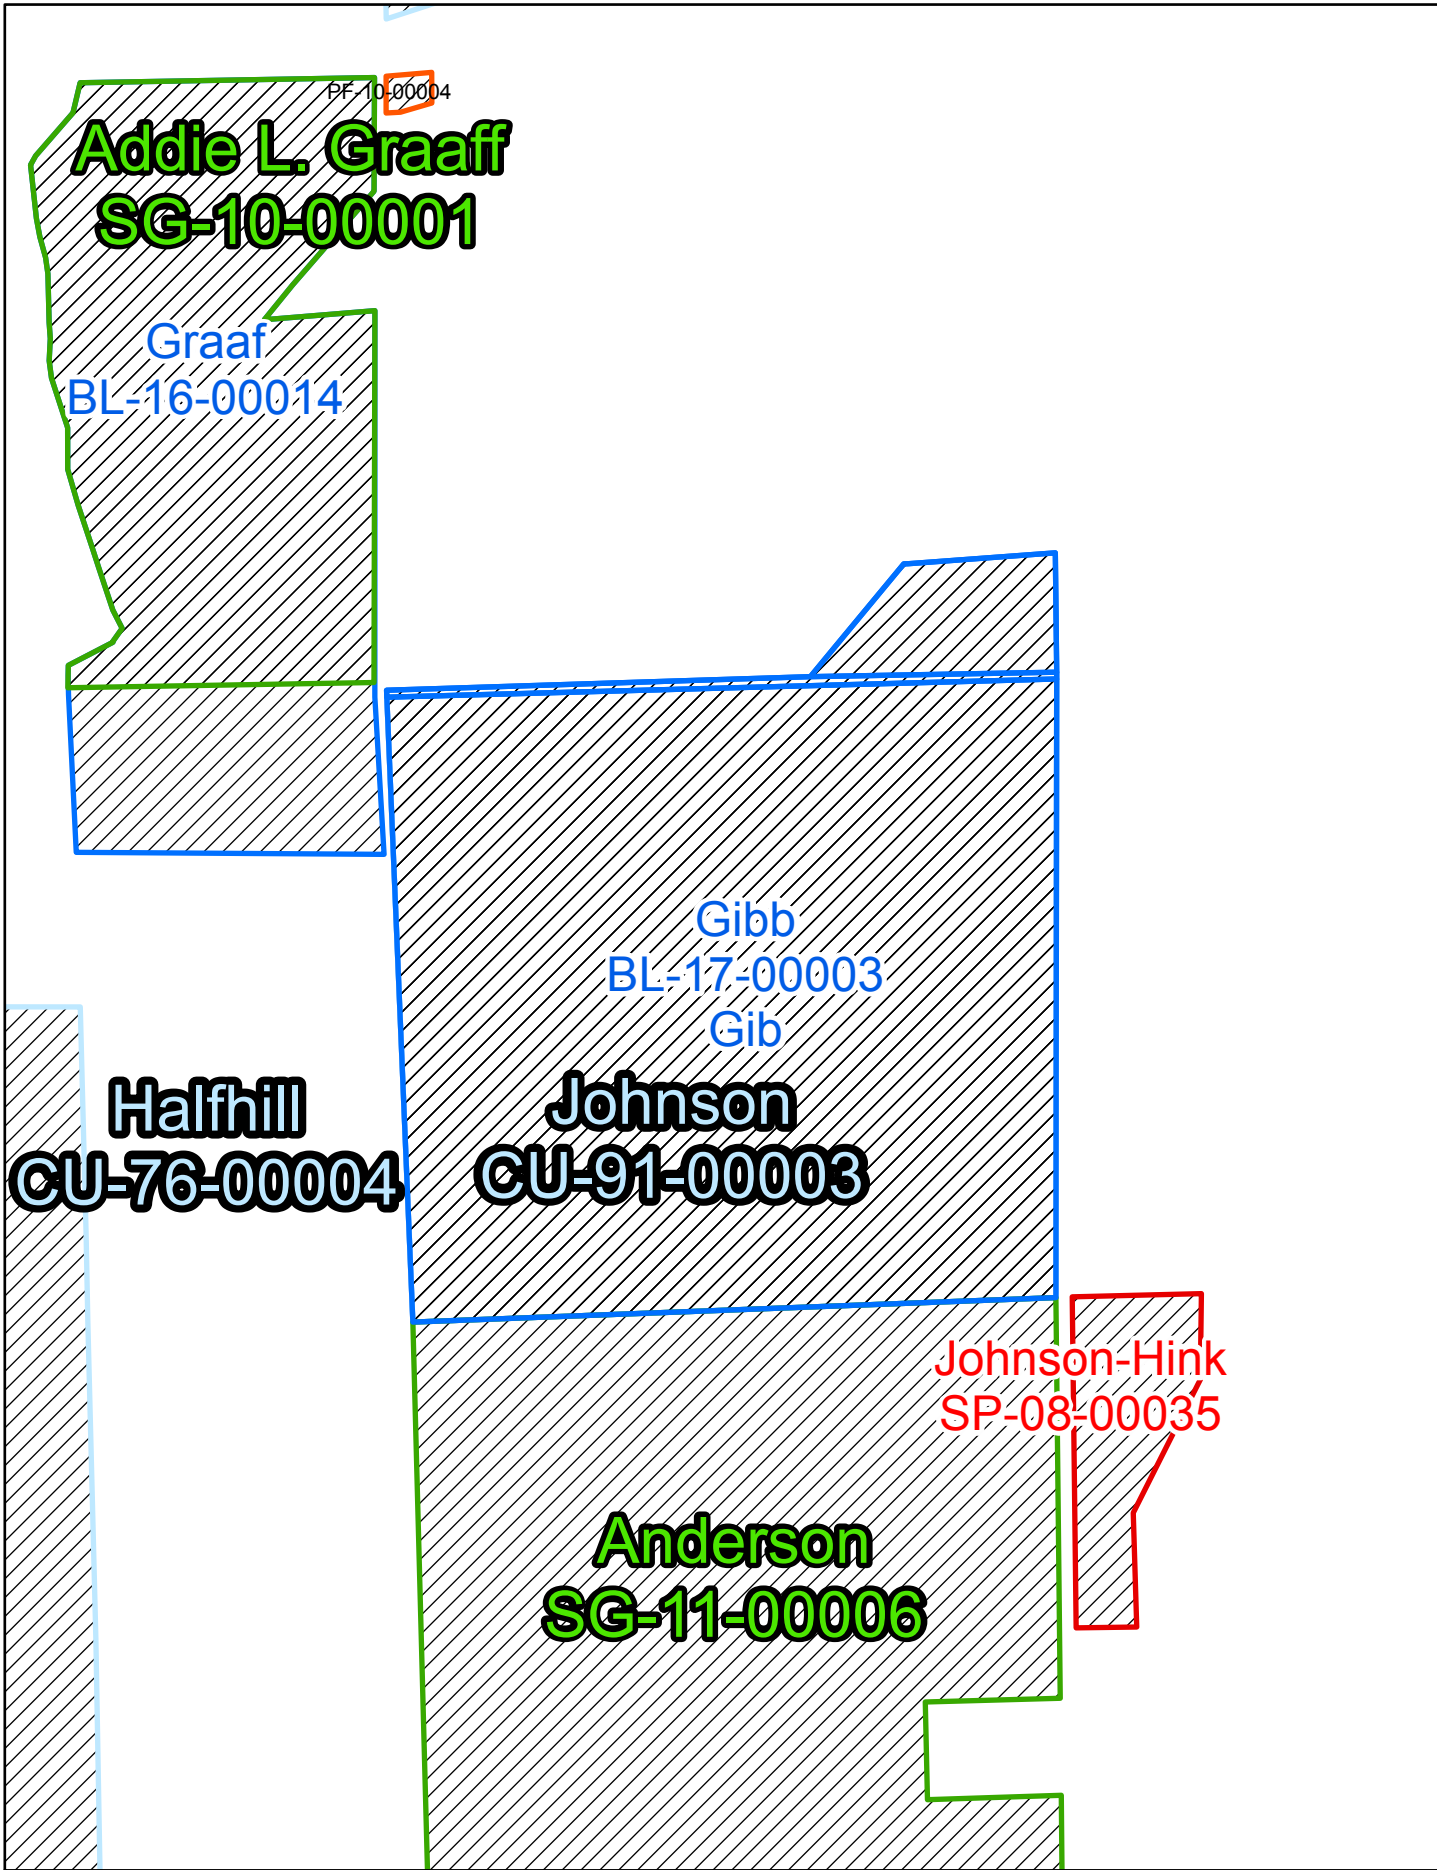 PF-10-00004
Addie L. Graaff
SG-10-00001
Graaf
BL-16-00014
Gibb
BL-17-00003
Gib
Halfhill
CU-76-00004
Johnson
CU-91-00003
Johnson-Hink
SP-08-00035
Anderson
SG-11-00006